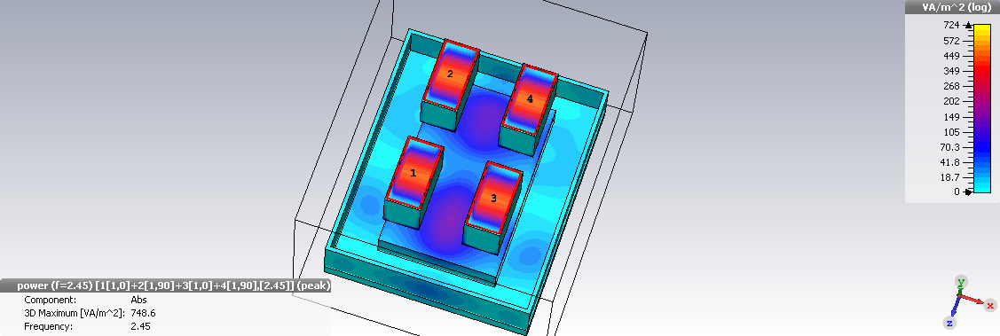 VA/m^2 (log)
724
572
449
349
268
202
149
105
70.3
41.8
18.7
0
2
4
1
3
power (f=2.45) [1[1,0]+2[1,90]+3[1,0]+4[1,90],[2.45]] (peak)
Component: Abs
3D Maximum [VA/m^2]: 748.6
Frequency: 2.45
y
x
z